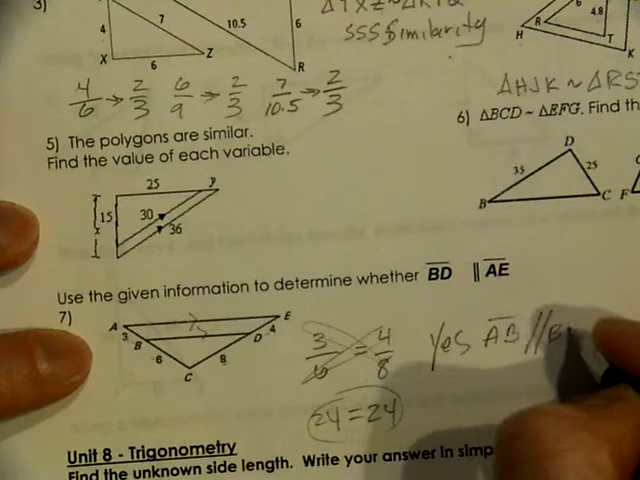 3)
4
7
X
6
Z
10.5
6
R
SSS Similarity
6
4.8
H
R
T
K
4/6 → 2/3 6/9 → 2/3 7/10.5 → 2/3
ΔHJK ~ ΔRS
5) The polygons are similar.
Find the value of each variable.
6) ΔBCD ~ ΔEFG. Find th
25
y
15
x
30
36
D
35
25
B
C
F
Use the given information to determine whether BD ∥ AE
7)
A
E
3
B
D
4
6
8
C
3/6 = 4/8
24 = 24
Yes AB //
Unit 8 - Trigonometry
Find the unknown side length. Write your answer in simp